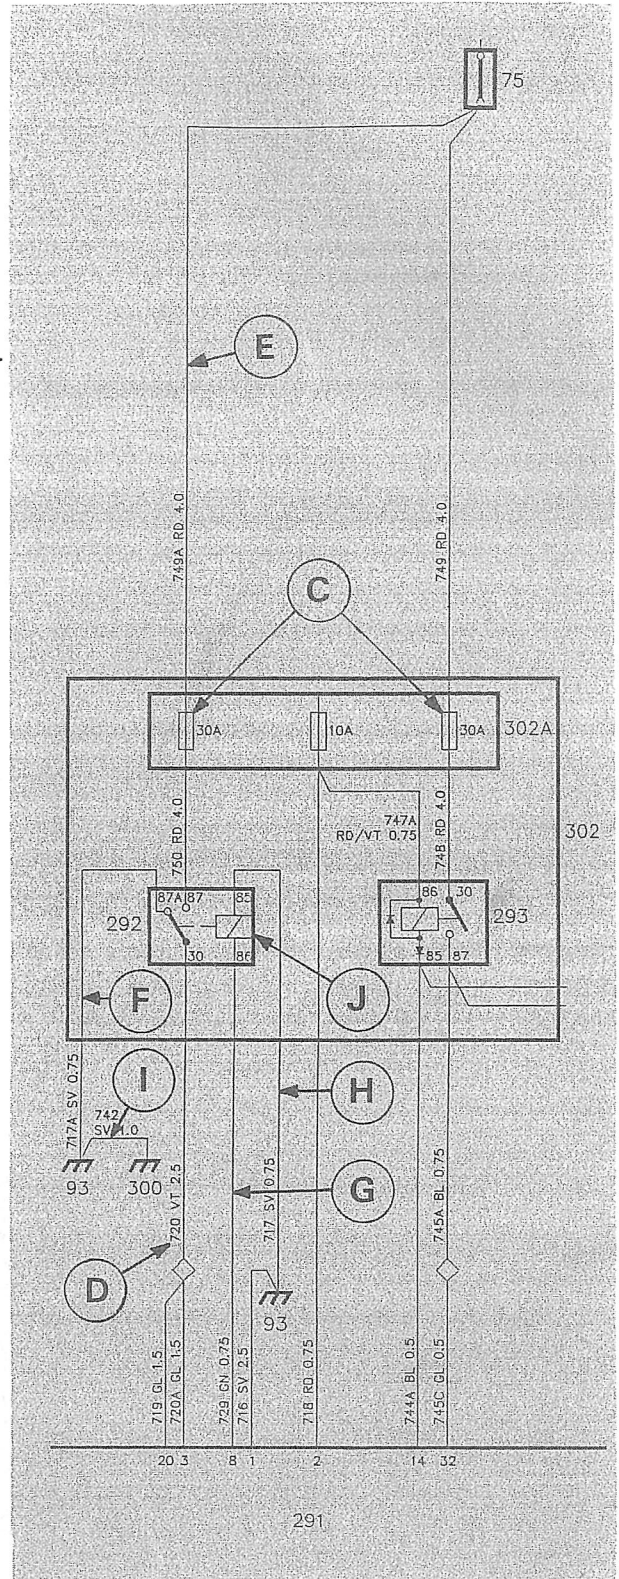 75
E
749A RD 4.0
749 RD 4.0
C
30A
10A
30A
302A
747A
RD/VT 0.75
750 RD 4.0
748 RD 4.0
302
87A 87
85
86
30
292
293
30
86
85
87
F
J
I
H
717A SV 0.75
742
SV 1.0
93
300
720 VT 2.5
G
717 SV 0.75
745A BL 0.75
D
93
719 GL 1.5
720A GL 1.5
729 GN 0.75
716 SV 2.5
718 RD 0.75
744A BL 0.5
745C GL 0.5
20 3
8
1
2
14
32
291